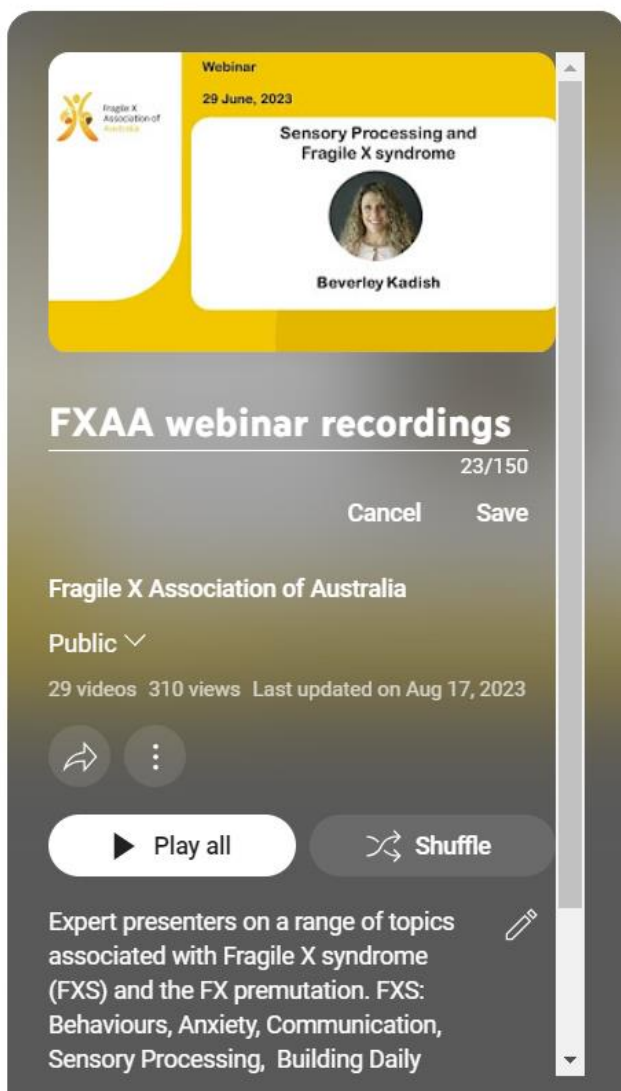 Webinar
29 June, 2023
Fragile X
Association of
Australia
Sensory Processing and
Fragile X syndrome
Beverley Kadish
FXAA webinar recordings
23/150
Cancel Save
Fragile X Association of Australia
Public
29 videos 310 views Last updated on Aug 17, 2023
Play all Shuffle
Expert presenters on a range of topics
associated with Fragile X syndrome
(FXS) and the FX premutation. FXS:
Behaviours, Anxiety, Communication,
Sensory Processing, Building Daily